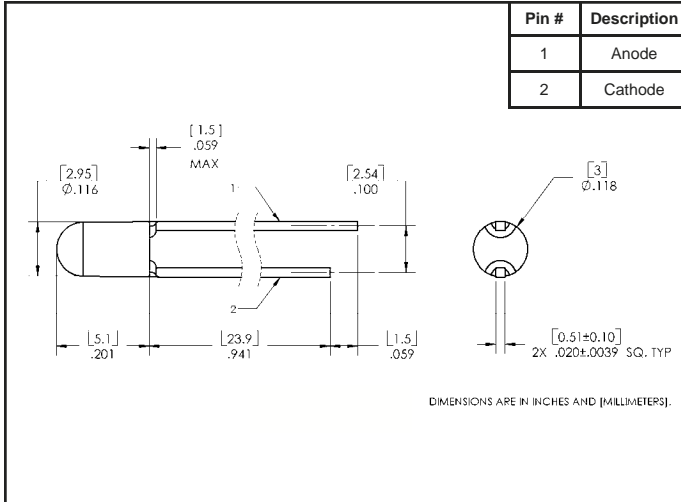 Pin # Description
1 Anode
2 Cathode
[1.5]
.059
MAX
[2.95]
Ø.116
1
[2.54]
.100
[3]
Ø.118
2
[5.1]
.201
[23.9]
.941
[1.5]
.059
[0.51±0.10]
2X .020±.0039 SQ. TYP
DIMENSIONS ARE IN INCHES AND [MILLIMETERS].